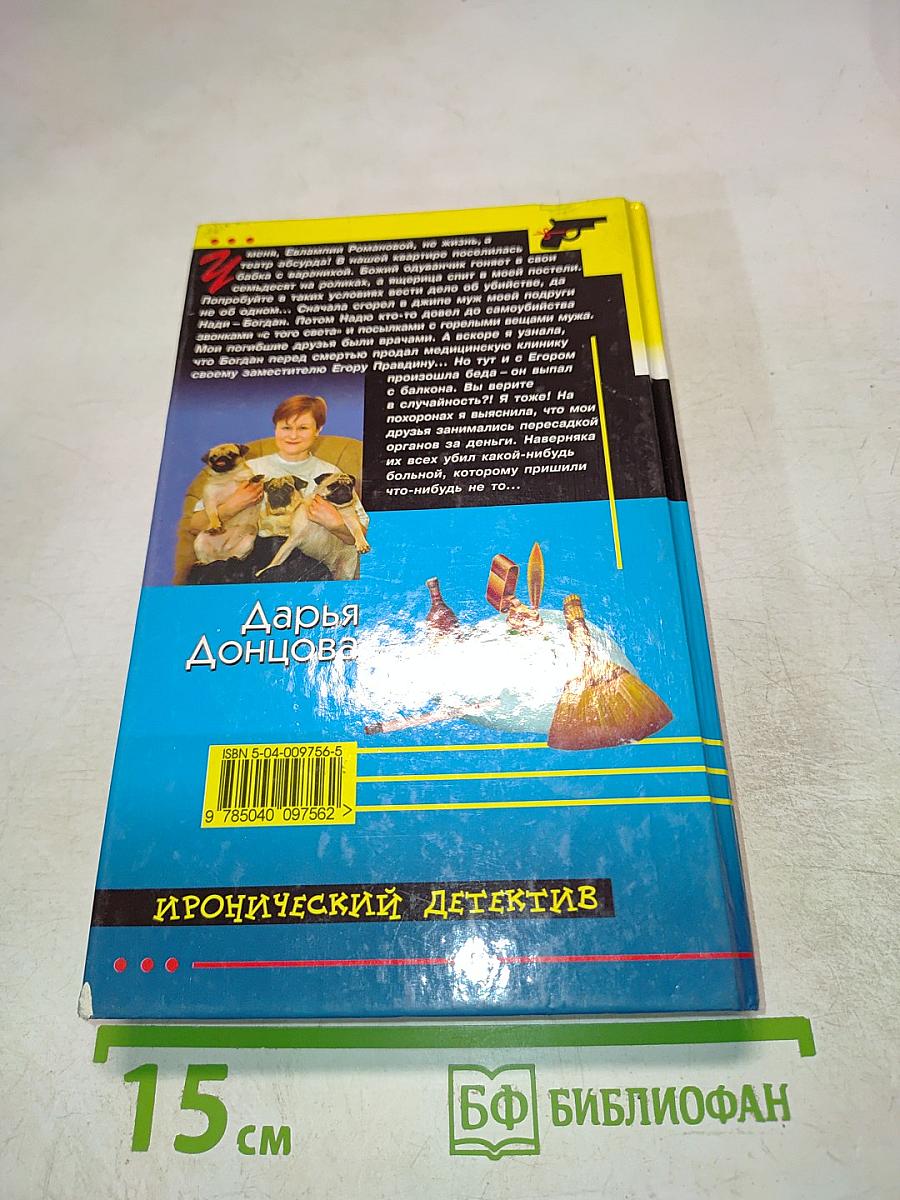 У меня, Евлампии Романовой, не жизнь, а
театр абсурда! В нашей квартире поселилась
бабка с варанихой. Божий одуванчик гоняет в свои
семьдесят на роликах, а ящерица спит в моей постели.
Попробуйте в таких условиях вести дело об убийстве, да
не об одном... Сначала сгорел в джипе муж моей подруги
Нади – Богдан. Потом Надю кто-то довел до самоубийства
звонками «с того света» и посылками с горелыми вещами мужа.
Мои погибшие друзья были врачами. А вскоре я узнала,
что Богдан перед смертью продал медицинскую клинику
своему заместителю Егору Правдину... Но тут и с Егором
произошла беда – он выпал
с балкона. Вы верите
в случайность?! Я тоже! На
похоронах я выяснила, что мои
друзья занимались пересадкой
органов за деньги. Наверняка
их всех убил какой-нибудь
больной, которому пришили
что-нибудь не то...
Дарья
Донцова
ISBN 5-04-009756-5
9 785040 097562 >
ИРОНИЧЕСКИЙ ДЕТЕКТИВ
15 см
БФ БИБЛИОФАН